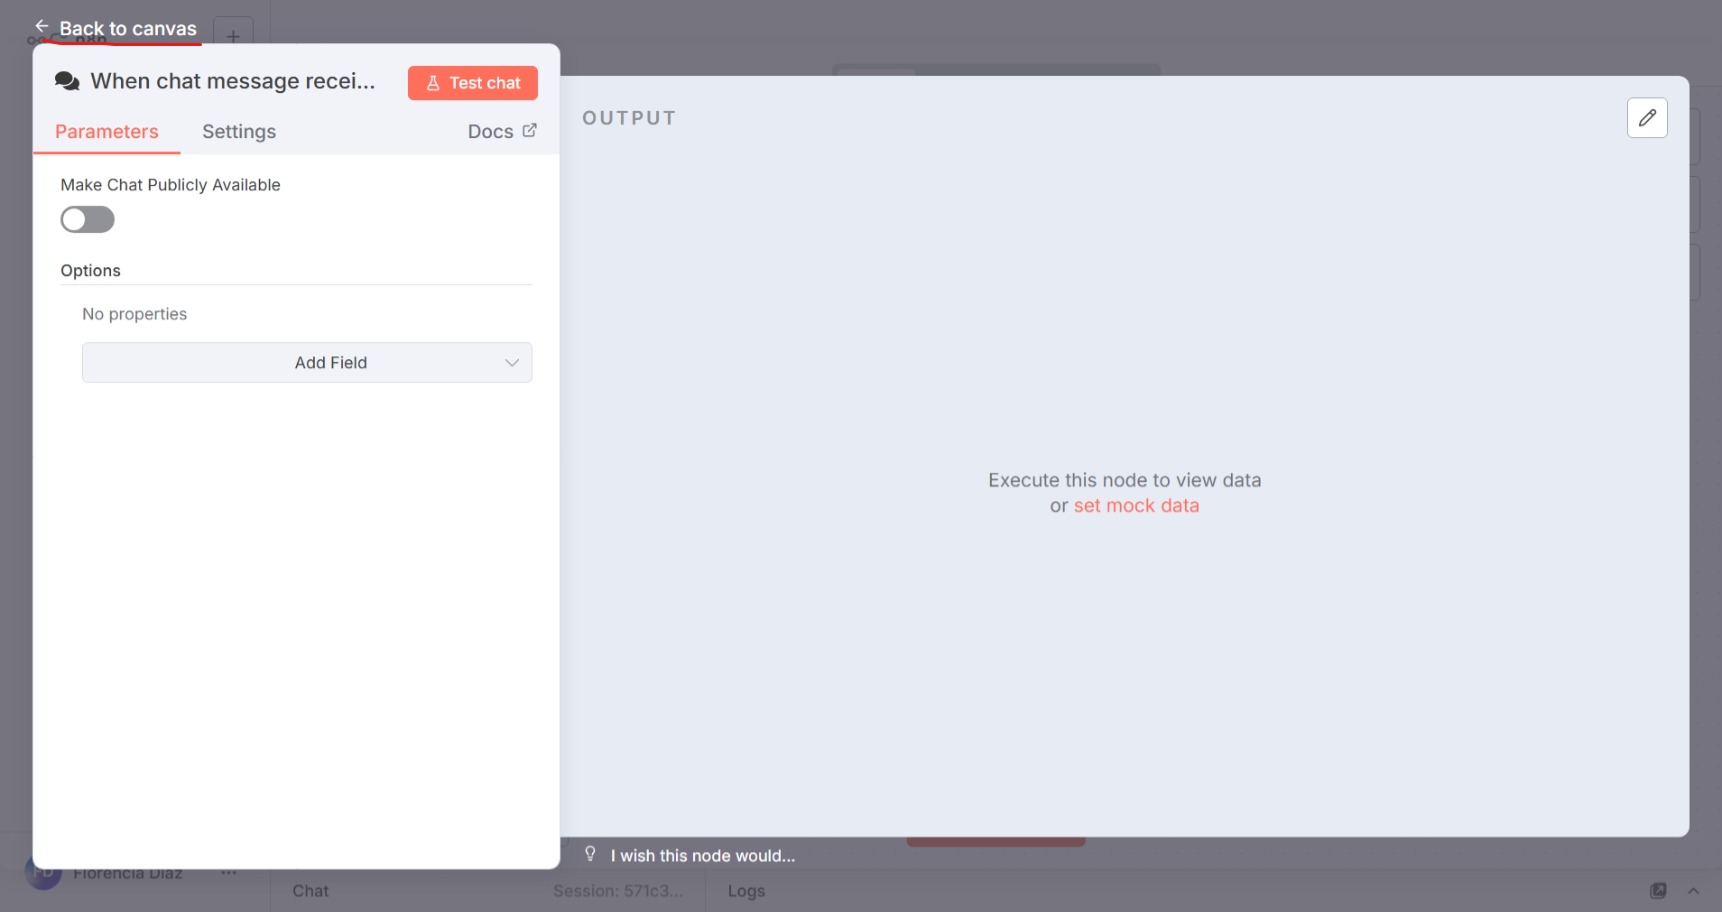 Back to canvas
n8n
When chat message recei...
Test chat
Parameters
Settings
Docs
Make Chat Publicly Available
Options
No properties
Add Field
OUTPUT
Execute this node to view data
or set mock data
I wish this node would...
FD
Florencia Diaz
Chat
Session: 571c3...
Logs